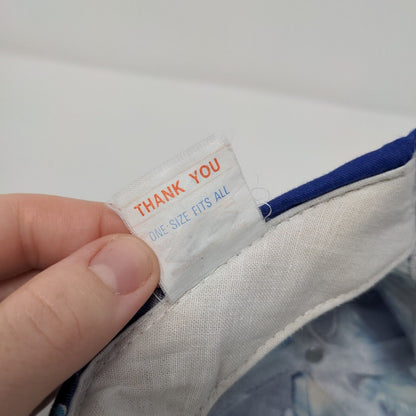 THANK YOU
ONE SIZE FITS ALL